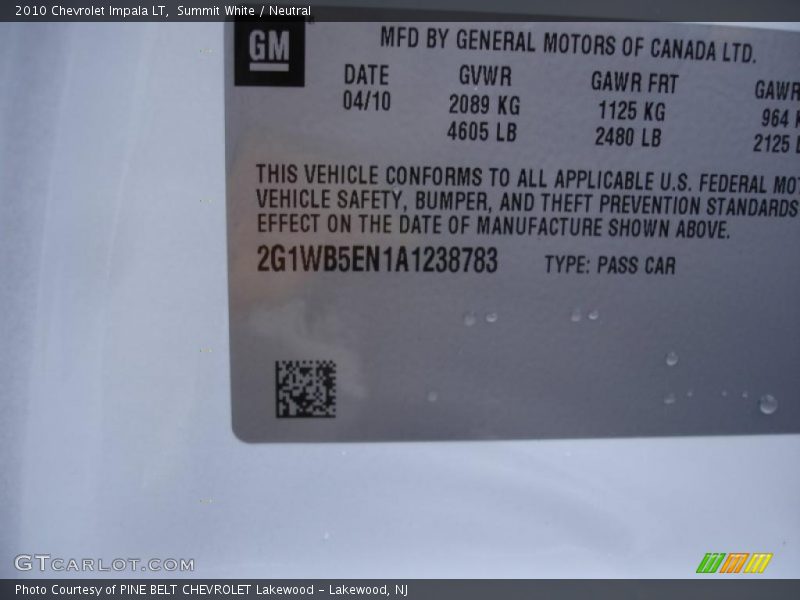 2010 Chevrolet Impala LT,  Summit White / Neutral
GM
MFD BY GENERAL MOTORS OF CANADA LTD.
DATE GVWR GAWR FRT GAWR
04/10 2089 KG 1125 KG 964 K
4605 LB 2480 LB 2125 L
THIS VEHICLE CONFORMS TO ALL APPLICABLE U.S. FEDERAL MOT
VEHICLE SAFETY, BUMPER, AND THEFT PREVENTION STANDARDS
EFFECT ON THE DATE OF MANUFACTURE SHOWN ABOVE.
2G1WB5EN1A1238783 TYPE: PASS CAR
GTCARLOT.COM
Photo Courtesy of PINE BELT CHEVROLET Lakewood - Lakewood, NJ